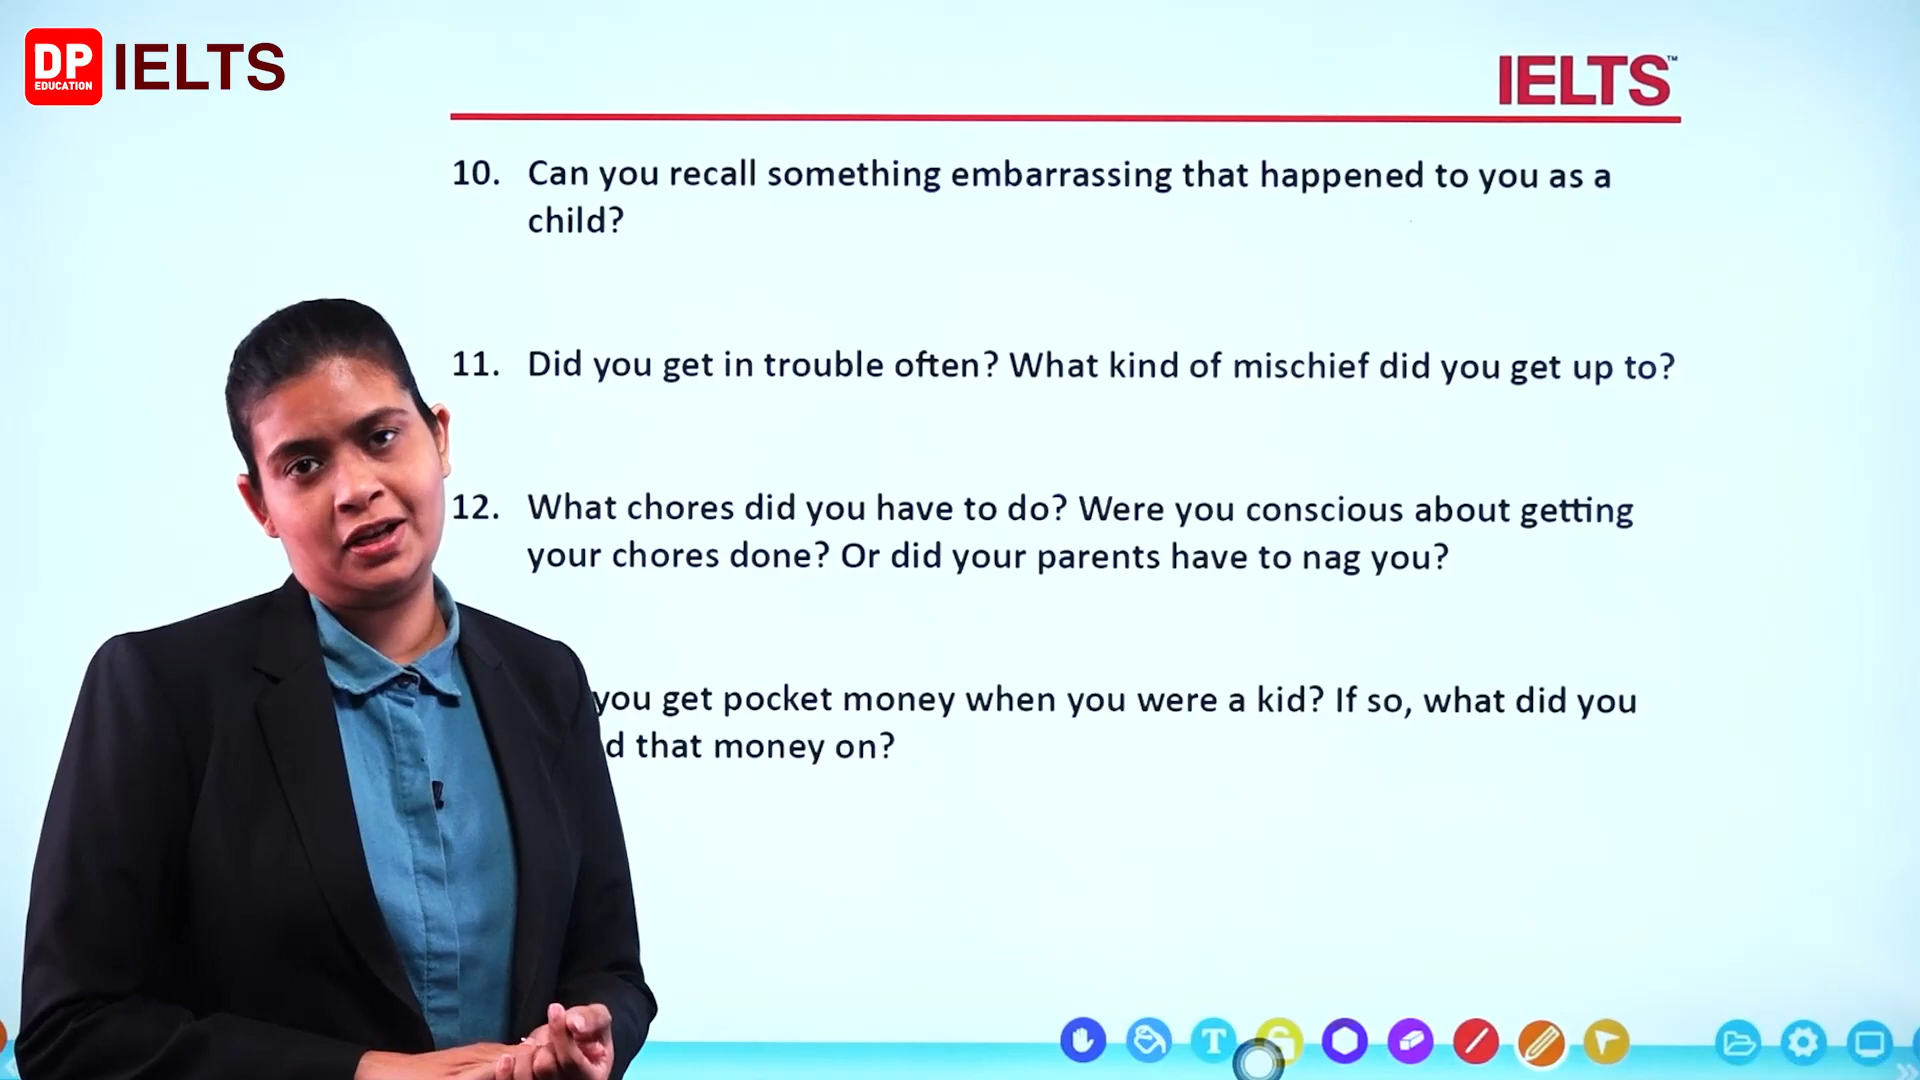 DP
EDUCATION
IELTS
IELTS™
10. Can you recall something embarrassing that happened to you as a
child?
11. Did you get in trouble often? What kind of mischief did you get up to?
12. What chores did you have to do? Were you conscious about getting
your chores done? Or did your parents have to nag you?
you get pocket money when you were a kid? If so, what did you
d that money on?
T